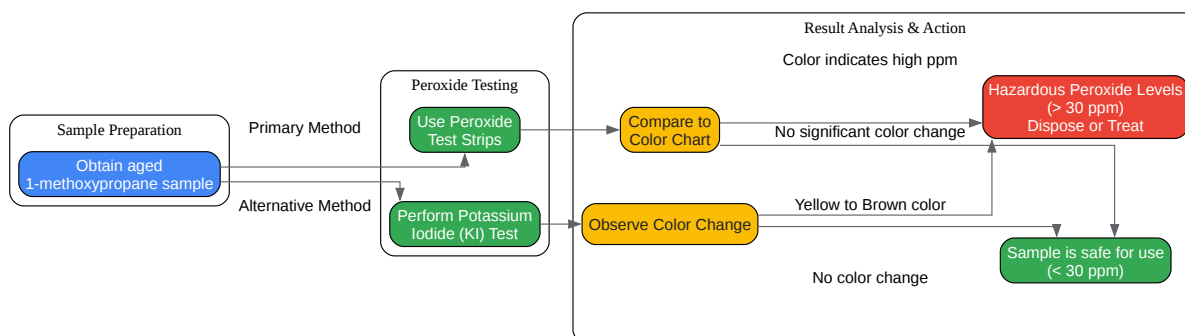 Sample Preparation
Obtain aged
1-methoxypropane sample
Primary Method
Alternative Method
Peroxide Testing
Use Peroxide
Test Strips
Perform Potassium
Iodide (KI) Test
Result Analysis & Action
Color indicates high ppm
Compare to
Color Chart
No significant color change
Hazardous Peroxide Levels
(> 30 ppm)
Dispose or Treat
Observe Color Change
Yellow to Brown color
No color change
Sample is safe for use
(< 30 ppm)